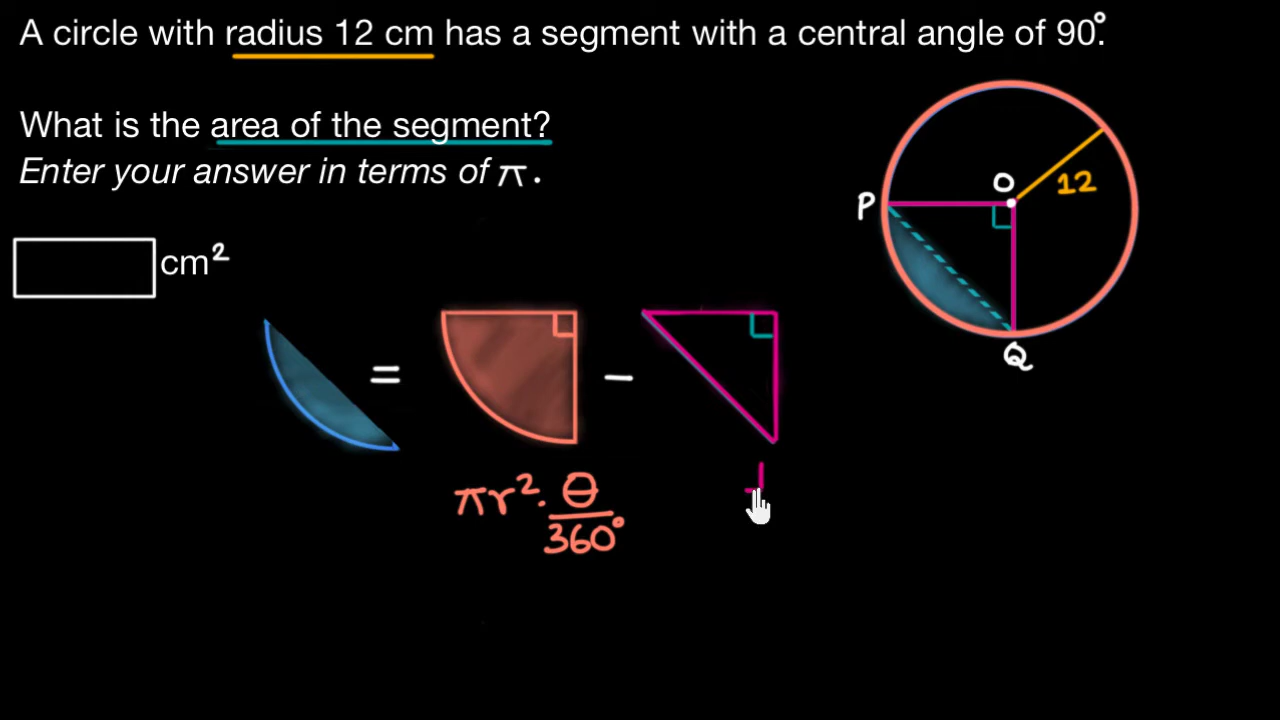 A circle with radius 12 cm has a segment with a central angle of 90°.
What is the area of the segment?
Enter your answer in terms of π.
cm²
O
12
P
Q
=
−
πr² · θ/360°